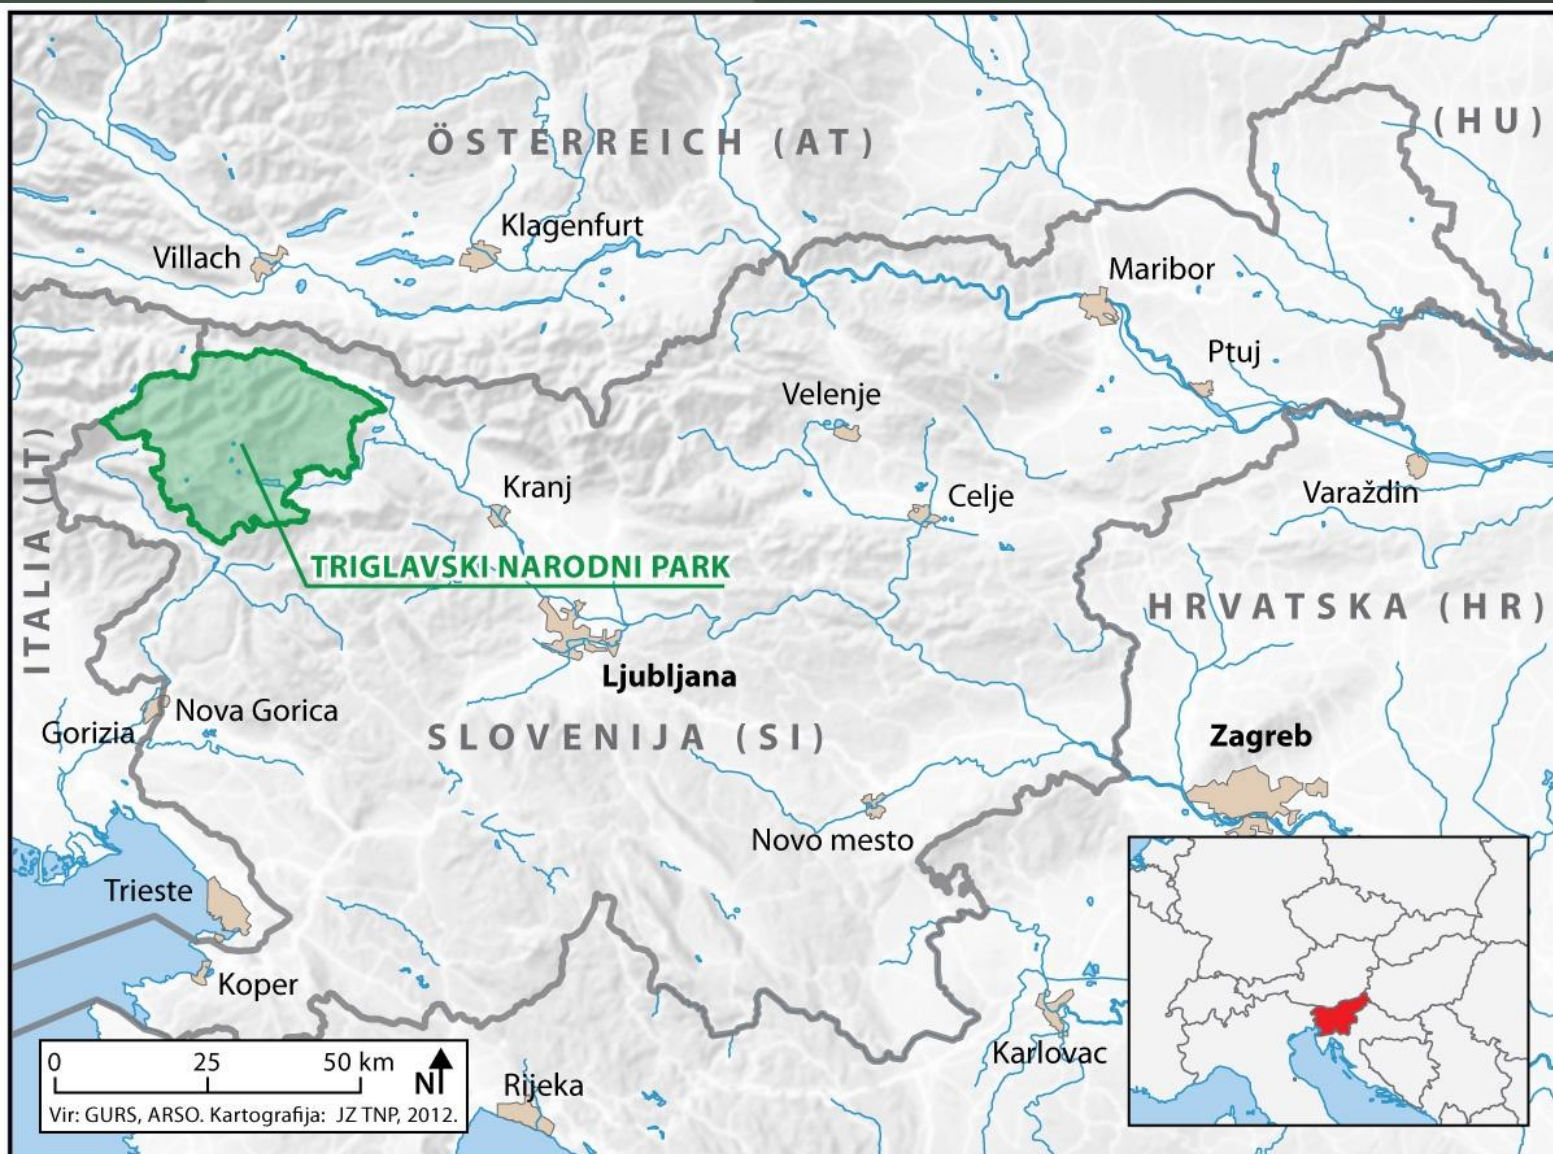 ÖSTERREICH (AT)
(HU)
Klagenfurt
Villach
Maribor
Ptuj
Velenje
ITALIA (IT)
Kranj
Celje
Varaždin
TRIGLAVSKI NARODNI PARK
HRVATSKA (HR)
Ljubljana
Nova Gorica
Gorizia
SLOVENIJA (SI)
Zagreb
Novo mesto
Trieste
Koper
Karlovac
0 25 50 km
N
Vir: GURS, ARSO. Kartografija: JZ TNP, 2012.
Rijeka